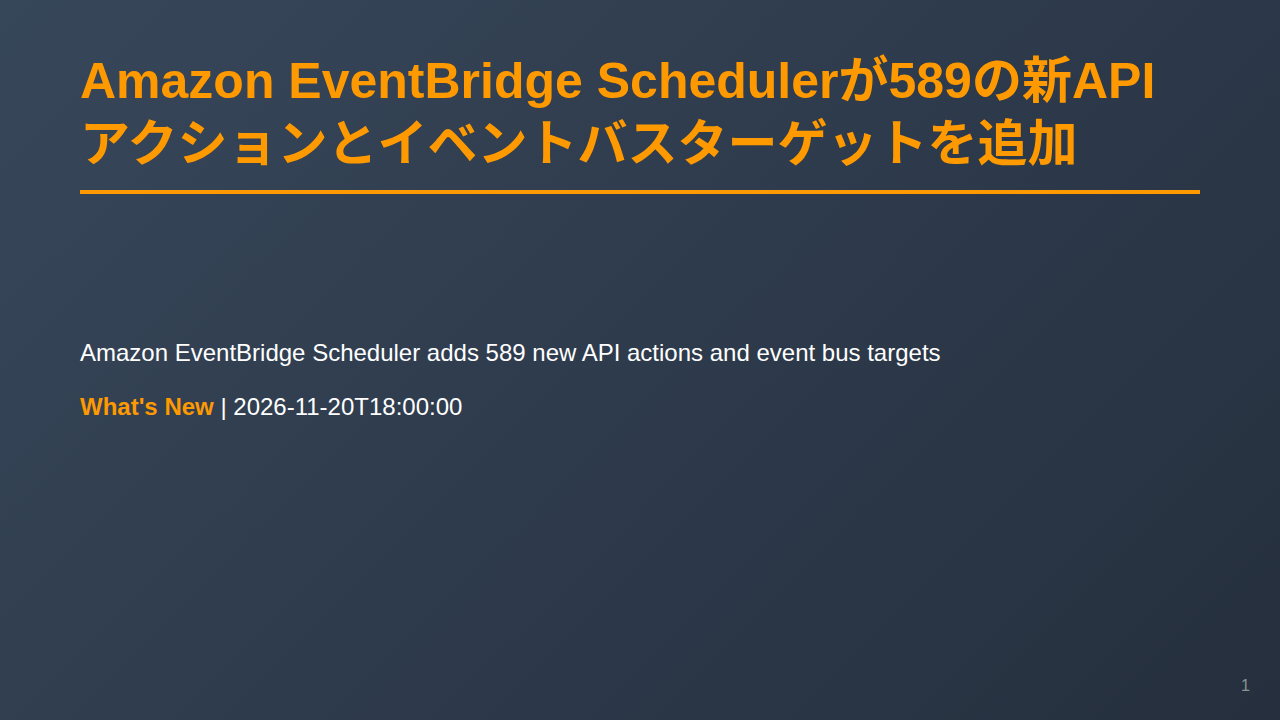 Amazon EventBridge Schedulerが589の新API
アクションとイベントバスターゲットを追加
Amazon EventBridge Scheduler adds 589 new API actions and event bus targets
What's New | 2026-11-20T18:00:00
1